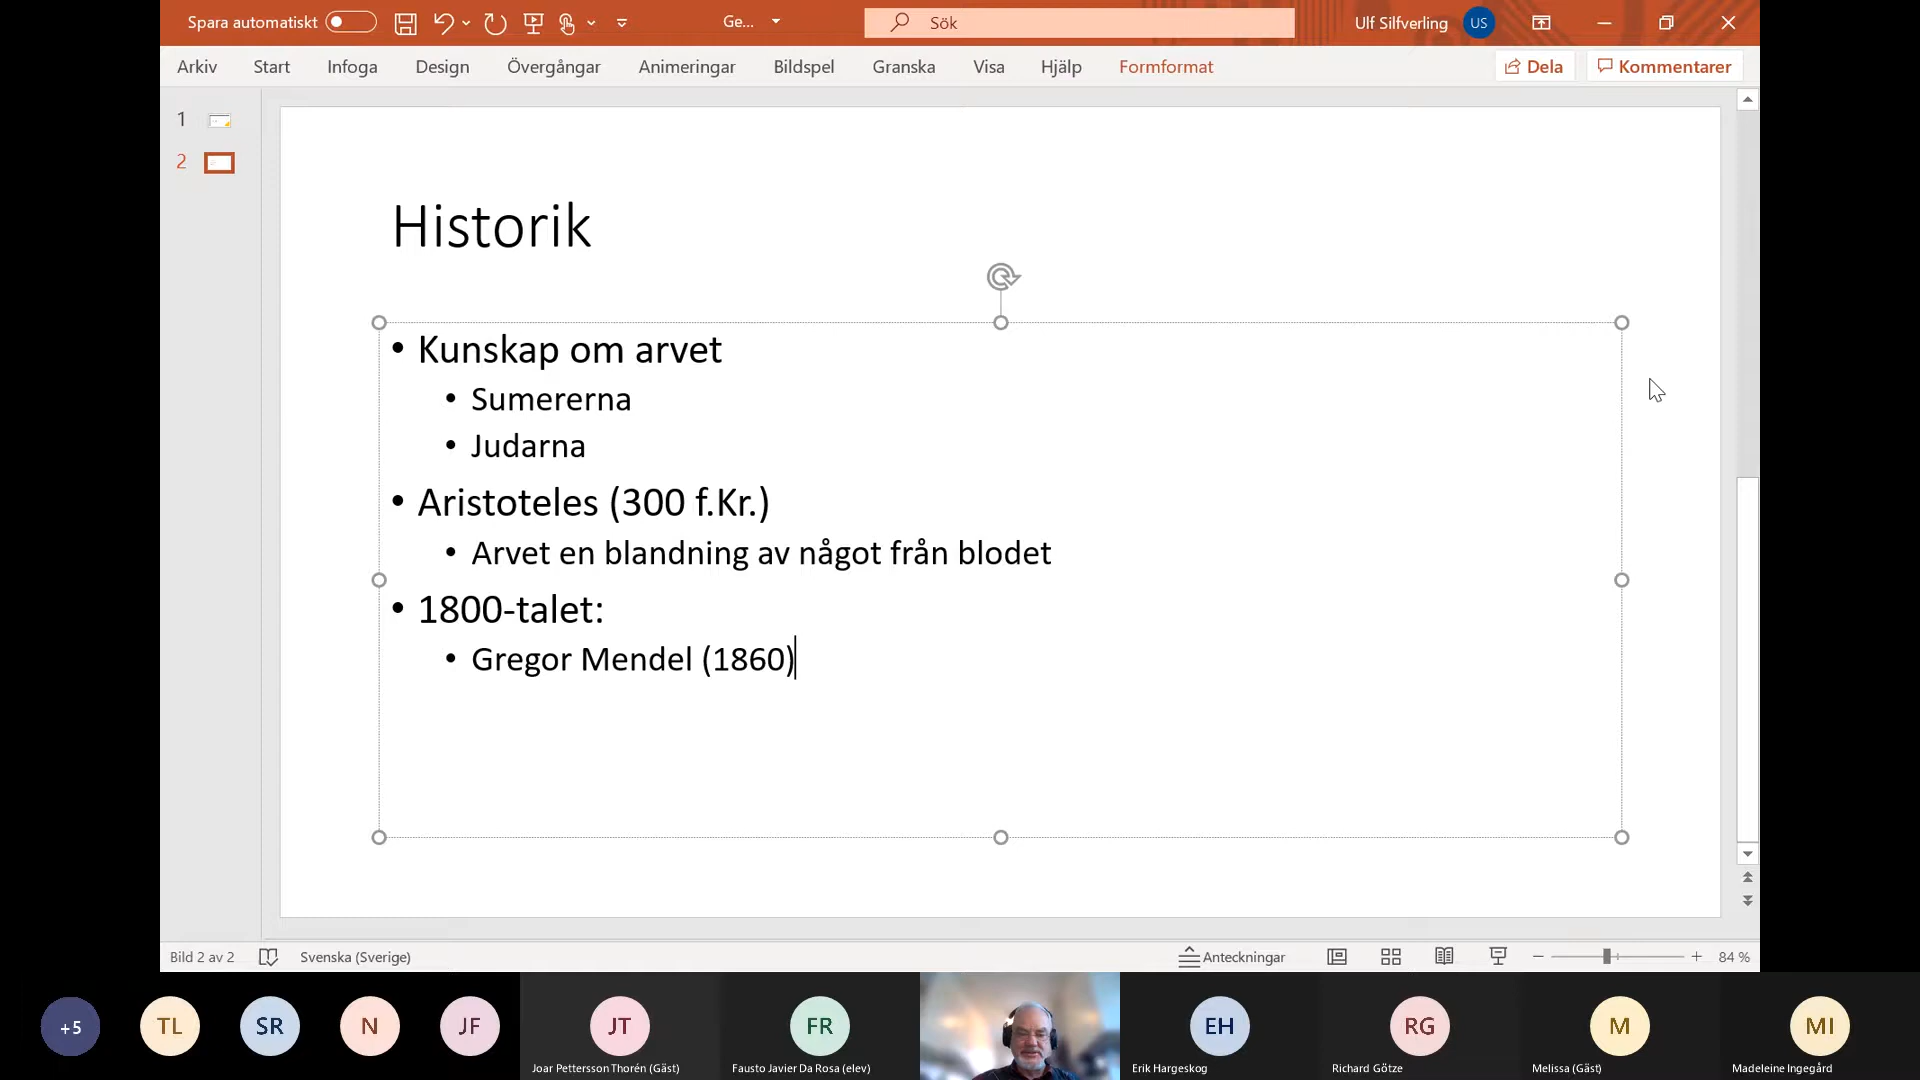 Spara automatiskt
Ge...
Sök
Ulf Silfverling
US
Arkiv
Start
Infoga
Design
Övergångar
Animeringar
Bildspel
Granska
Visa
Hjälp
Formformat
Dela
Kommentarer
1
2
Historik
• Kunskap om arvet
• Sumererna
• Judarna
• Aristoteles (300 f.Kr.)
• Arvet en blandning av något från blodet
• 1800-talet:
• Gregor Mendel (1860)
Bild 2 av 2
Svenska (Sverige)
Anteckningar
84 %
+5
TL
SR
N
JF
JT
FR
EH
RG
M
MI
Joar Pettersson Thorén (Gäst)
Fausto Javier Da Rosa (elev)
Erik Hargeskog
Richard Götze
Melissa (Gäst)
Madeleine Ingegård